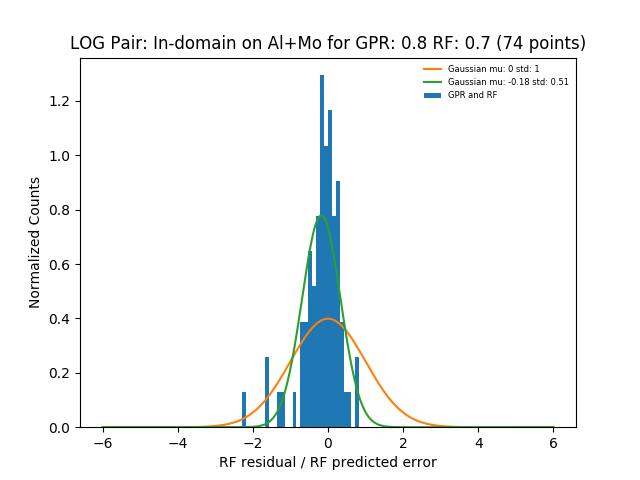 LOG Pair: In-domain on Al+Mo for GPR: 0.8 RF: 0.7 (74 points)
Gaussian mu: 0 std: 1
Gaussian mu: -0.18 std: 0.51
GPR and RF
Normalized Counts
1.2
1.0
0.8
0.6
0.4
0.2
0.0
−6 −4 −2 0 2 4 6
RF residual / RF predicted error